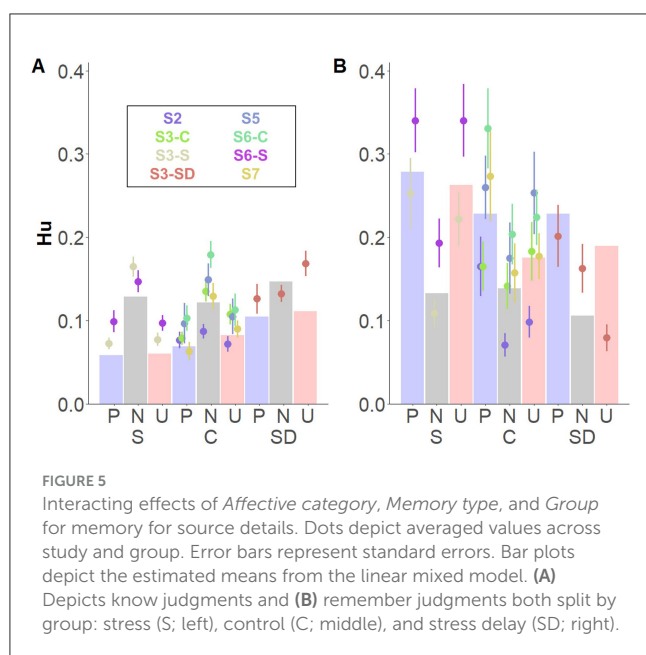 A
B
0.4
0.3
0.2
0.1
0.0
Hu
S2 S5
S3-C S6-C
S3-S S6-S
S3-SD S7
P N U P N U P N U
S C SD
0.4
0.3
0.2
0.1
0.0
P N U P N U P N U
S C SD
FIGURE 5
Interacting effects of Affective category, Memory type, and Group
for memory for source details. Dots depict averaged values across
study and group. Error bars represent standard errors. Bar plots
depict the estimated means from the linear mixed model. (A)
Depicts know judgments and (B) remember judgments both split by
group: stress (S; left), control (C; middle), and stress delay (SD; right).